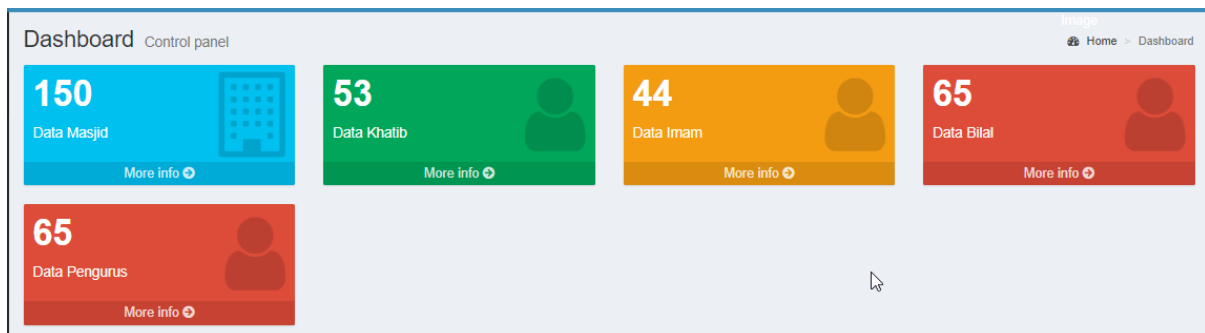 Image
Dashboard Control panel
Home > Dashboard
150
Data Masjid
More info
53
Data Khatib
More info
44
Data Imam
More info
65
Data Bilal
More info
65
Data Pengurus
More info